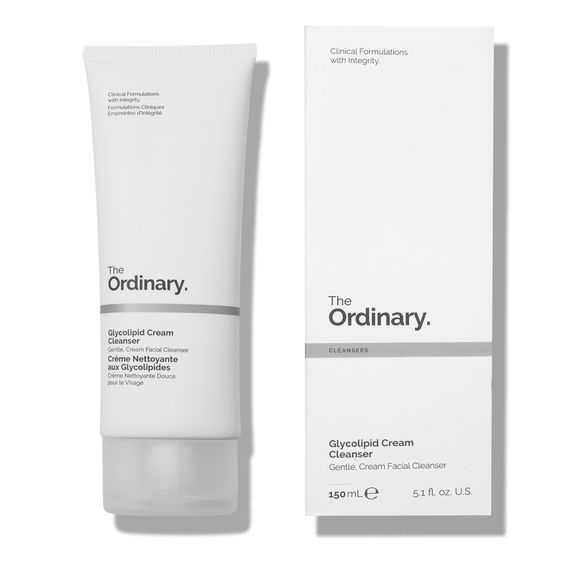 Clinical Formulations
with Integrity.
Formulations Cliniques
Empreintes d'Intégrité.
The
Ordinary.
Glycolipid Cream
Cleanser
Gentle, Cream Facial Cleanser
Crème Nettoyante
aux Glycolipides
Crème Nettoyante Douce
pour le Visage
Clinical Formulations
with Integrity.
The
Ordinary.
CLEANSERS
Glycolipid Cream
Cleanser
Gentle, Cream Facial Cleanser
150 mL ℮ 5.1 fl. oz. U.S.